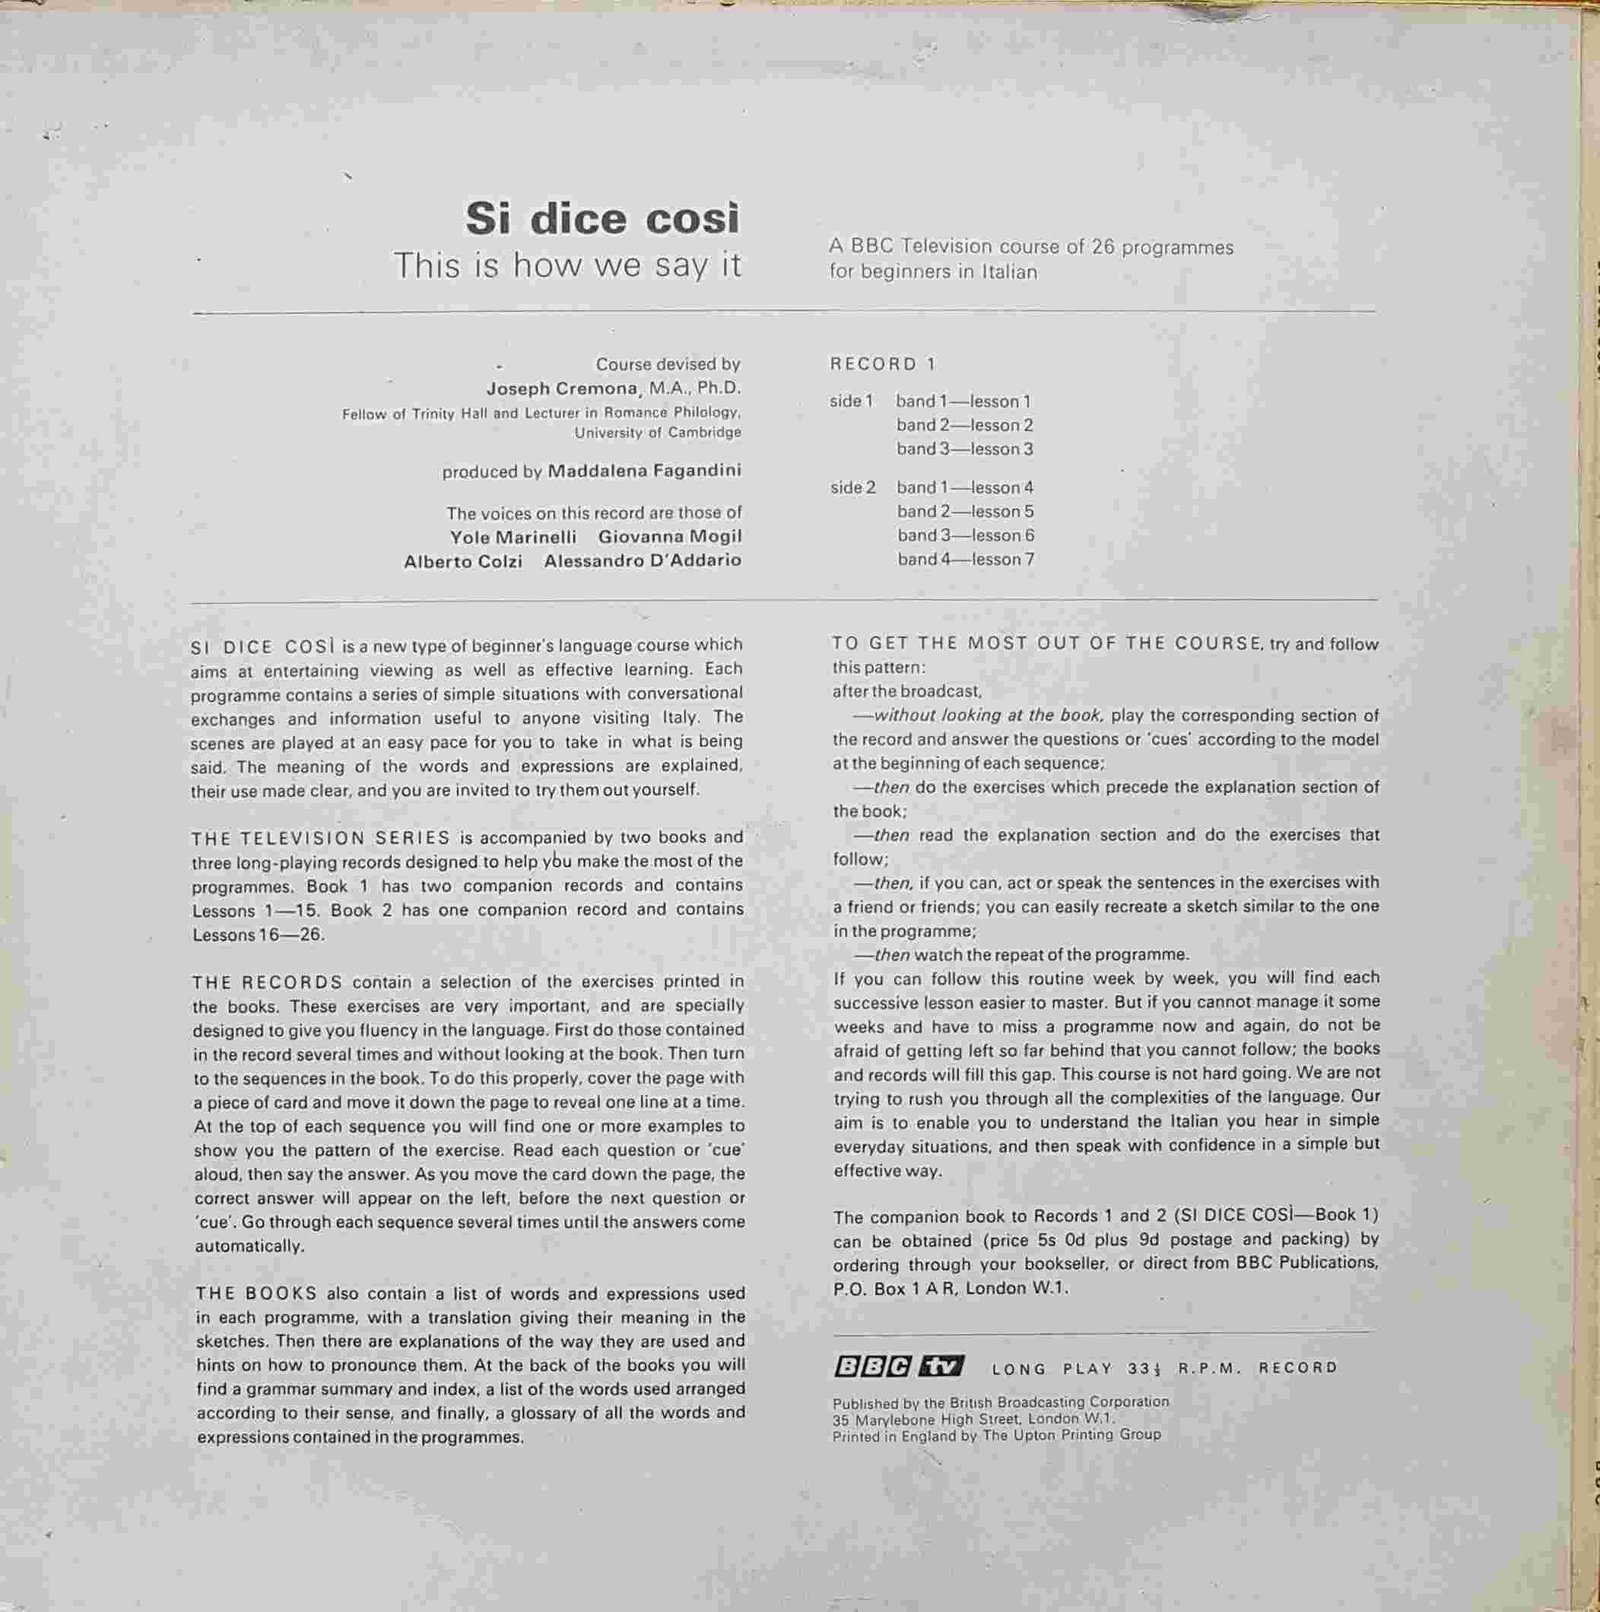 Si dice così
This is how we say it
A BBC Television course of 26 programmes
for beginners in Italian
Course devised by
Joseph Cremona, M.A., Ph.D.
Fellow of Trinity Hall and Lecturer in Romance Philology,
University of Cambridge
produced by Maddalena Fagandini
The voices on this record are those of
Yole Marinelli Giovanna Mogil
Alberto Colzi Alessandro D'Addario
RECORD 1
side 1 band 1—lesson 1
band 2—lesson 2
band 3—lesson 3
side 2 band 1—lesson 4
band 2—lesson 5
band 3—lesson 6
band 4—lesson 7
SI DICE COSÌ is a new type of beginner's language course which
aims at entertaining viewing as well as effective learning. Each
programme contains a series of simple situations with conversational
exchanges and information useful to anyone visiting Italy. The
scenes are played at an easy pace for you to take in what is being
said. The meaning of the words and expressions are explained,
their use made clear, and you are invited to try them out yourself.
THE TELEVISION SERIES is accompanied by two books and
three long-playing records designed to help you make the most of the
programmes. Book 1 has two companion records and contains
Lessons 1—15. Book 2 has one companion record and contains
Lessons 16—26.
THE RECORDS contain a selection of the exercises printed in
the books. These exercises are very important, and are specially
designed to give you fluency in the language. First do those contained
in the record several times and without looking at the book. Then turn
to the sequences in the book. To do this properly, cover the page with
a piece of card and move it down the page to reveal one line at a time.
At the top of each sequence you will find one or more examples to
show you the pattern of the exercise. Read each question or 'cue'
aloud, then say the answer. As you move the card down the page, the
correct answer will appear on the left, before the next question or
'cue'. Go through each sequence several times until the answers come
automatically.
THE BOOKS also contain a list of words and expressions used
in each programme, with a translation giving their meaning in the
sketches. Then there are explanations of the way they are used and
hints on how to pronounce them. At the back of the books you will
find a grammar summary and index, a list of the words used arranged
according to their sense, and finally, a glossary of all the words and
expressions contained in the programmes.
TO GET THE MOST OUT OF THE COURSE, try and follow
this pattern:
after the broadcast,
—without looking at the book, play the corresponding section of
the record and answer the questions or 'cues' according to the model
at the beginning of each sequence;
—then do the exercises which precede the explanation section of
the book;
—then read the explanation section and do the exercises that
follow;
—then, if you can, act or speak the sentences in the exercises with
a friend or friends; you can easily recreate a sketch similar to the one
in the programme;
—then watch the repeat of the programme.
If you can follow this routine week by week, you will find each
successive lesson easier to master. But if you cannot manage it some
weeks and have to miss a programme now and again, do not be
afraid of getting left so far behind that you cannot follow; the books
and records will fill this gap. This course is not hard going. We are not
trying to rush you through all the complexities of the language. Our
aim is to enable you to understand the Italian you hear in simple
everyday situations, and then speak with confidence in a simple but
effective way.
The companion book to Records 1 and 2 (SI DICE COSÌ—Book 1)
can be obtained (price 5s 0d plus 9d postage and packing) by
ordering through your bookseller, or direct from BBC Publications,
P.O. Box 1 A R, London W.1.
BBC tv LONG PLAY 33⅓ R.P.M. RECORD
Published by the British Broadcasting Corporation
35 Marylebone High Street, London W.1.
Printed in England by The Upton Printing Group